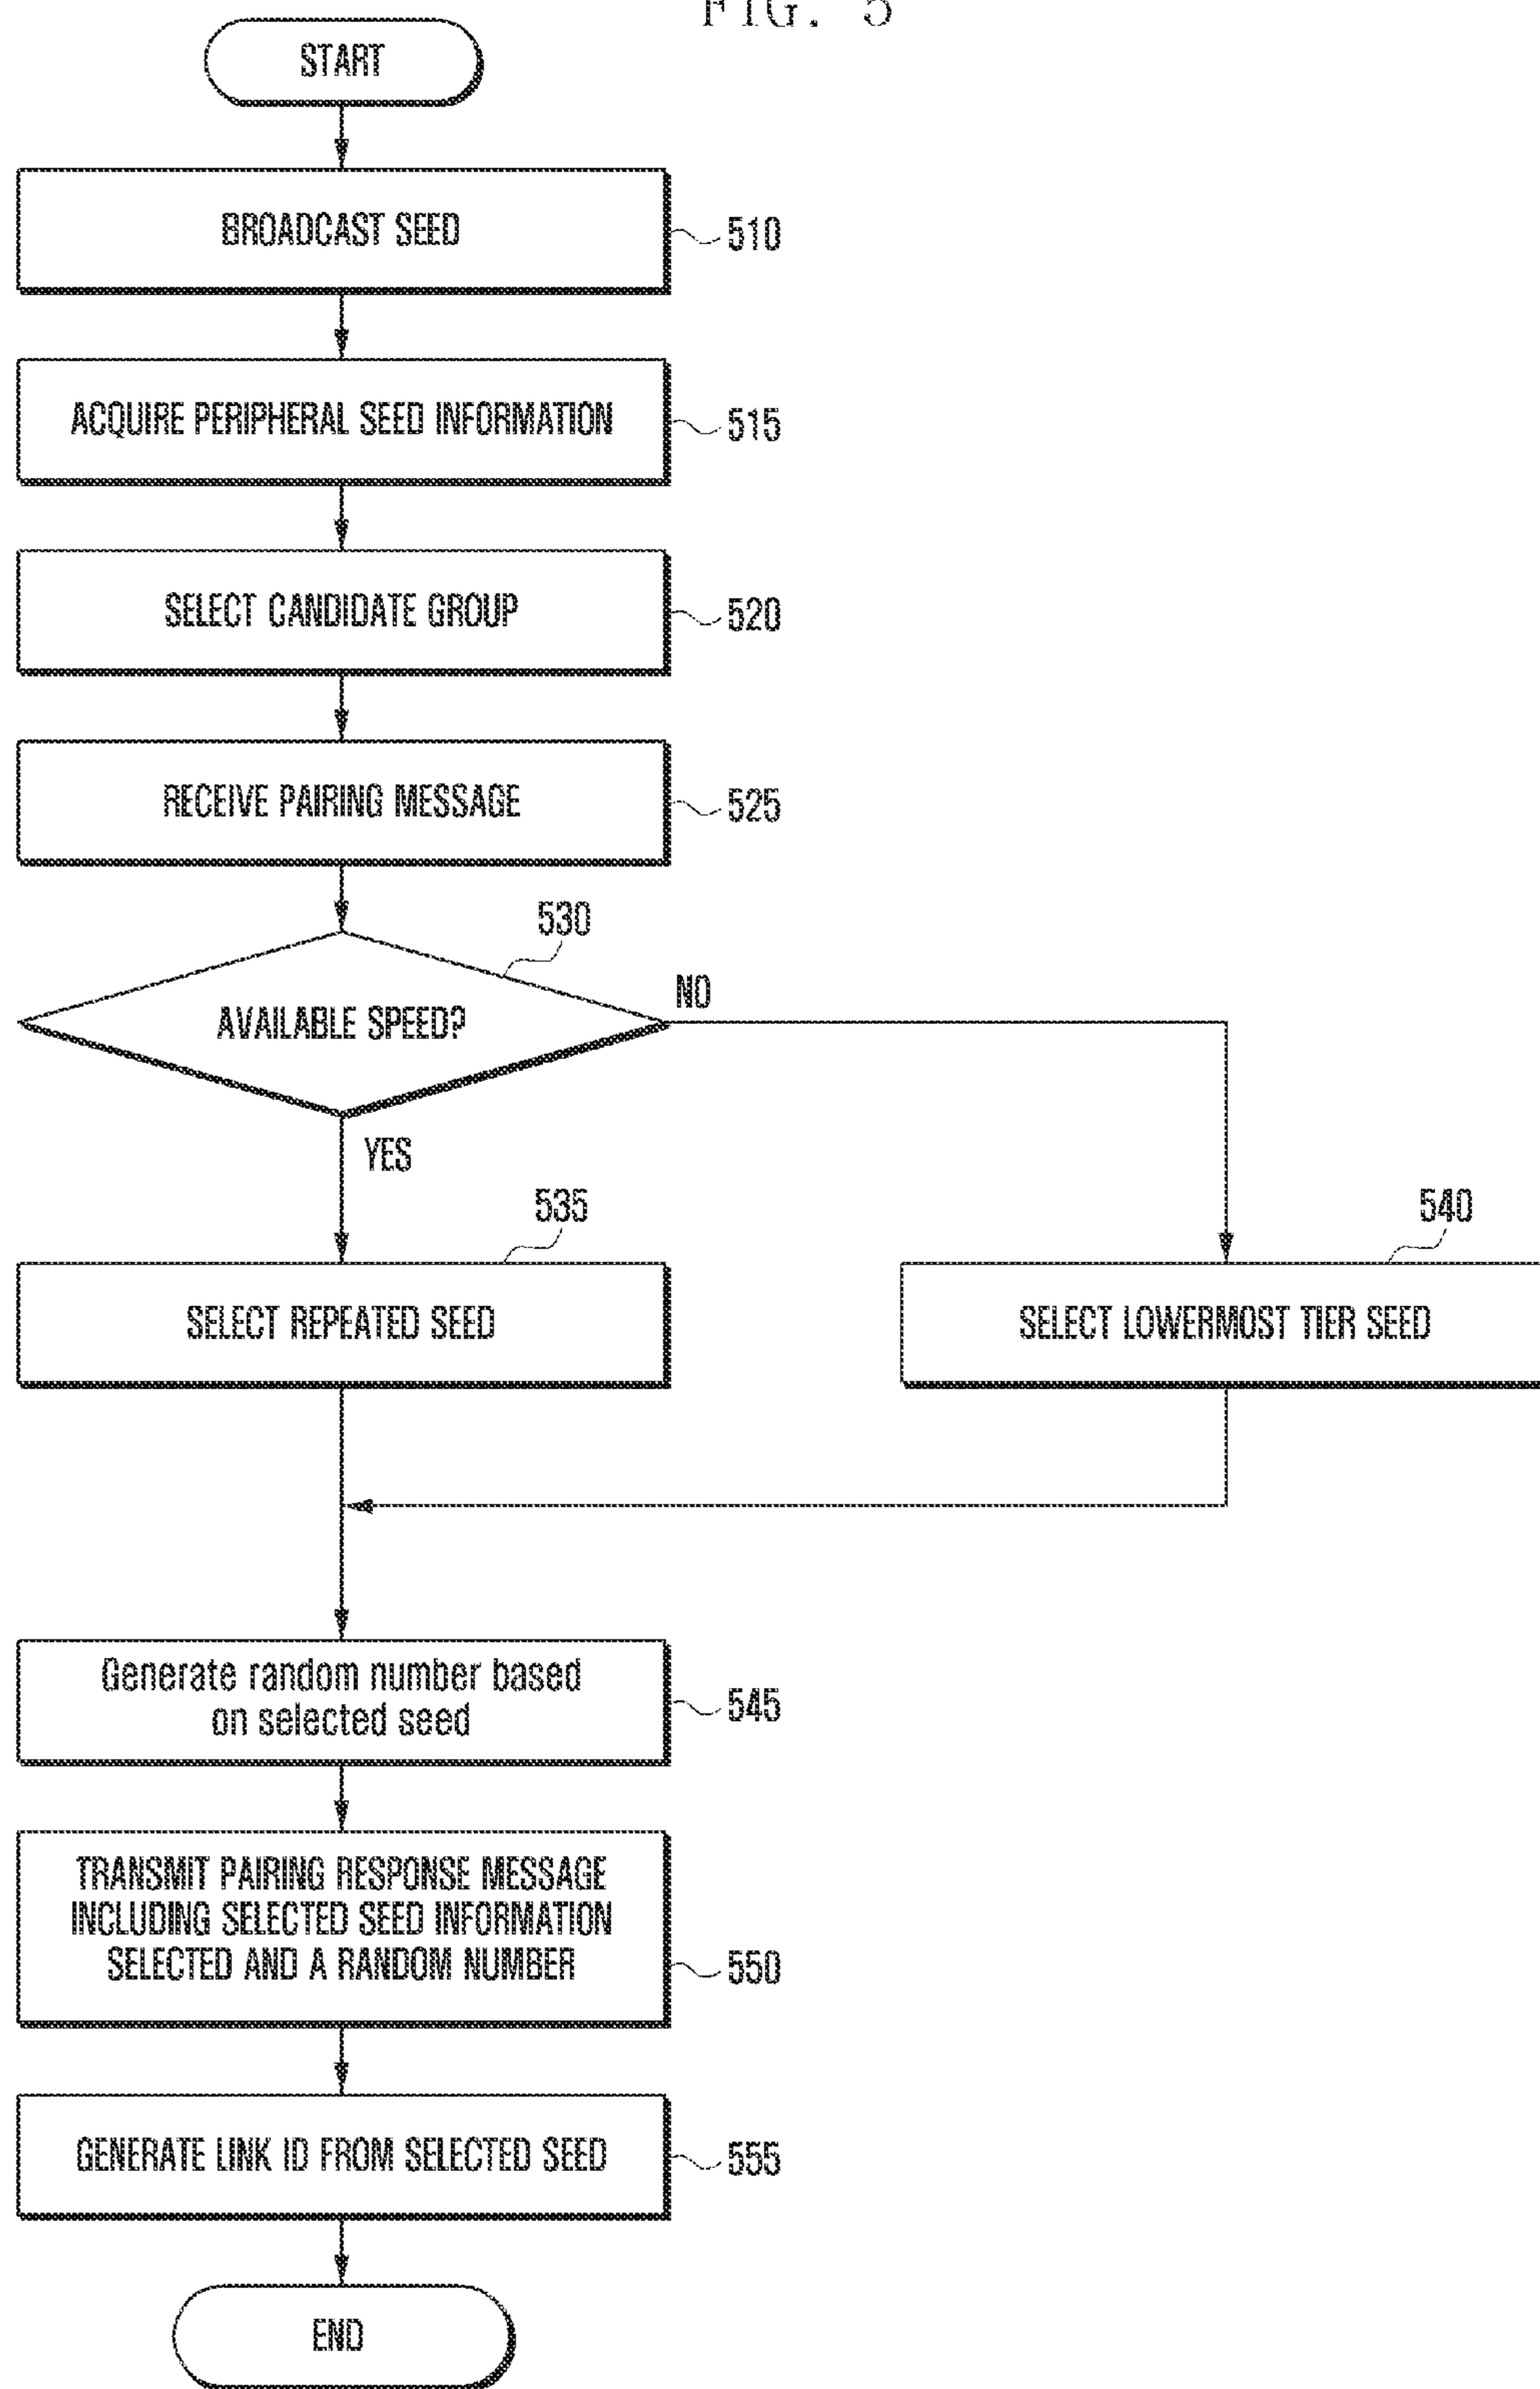 FIG. 5
START
BROADCAST SEED
510
ACQUIRE PERIPHERAL SEED INFORMATION
515
SELECT CANDIDATE GROUP
520
RECEIVE PAIRING MESSAGE
525
530
AVAILABLE SPEED?
NO
YES
535
540
SELECT REPEATED SEED
SELECT LOWERMOST TIER SEED
Generate random number based
on selected seed
545
TRANSMIT PAIRING RESPONSE MESSAGE
INCLUDING SELECTED SEED INFORMATION
SELECTED AND A RANDOM NUMBER
550
GENERATE LINK ID FROM SELECTED SEED
555
END